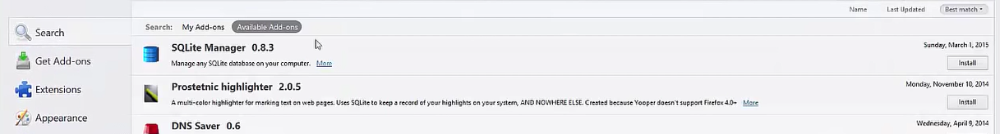 Name Last Updated Best match
Search
Search: My Add-ons Available Add-ons
SQLite Manager 0.8.3 Sunday, March 1, 2015
Manage any SQLite database on your computer. More Install
Get Add-ons
Prostetnic highlighter 2.0.5 Monday, November 10, 2014
Extensions
A multi-color highlighter for marking text on web pages. Uses SQLite to keep a record of your highlights on your system, AND NOWHERE ELSE. Created because Yooper doesn't support Firefox 4.0+ More Install
Appearance
DNS Saver 0.6 Wednesday, April 9, 2014